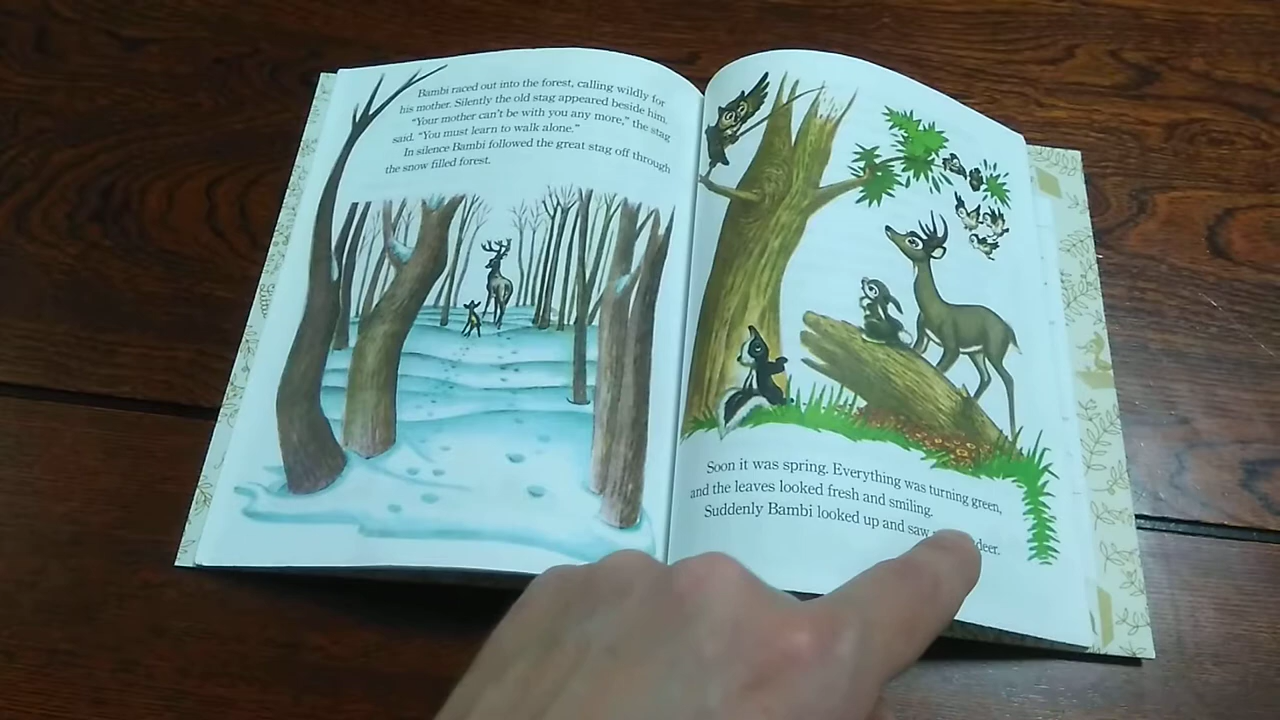 Bambi raced out into the forest, calling wildly for
his mother. Silently the old stag appeared beside him.
"Your mother can't be with you any more," the stag
said. "You must learn to walk alone."
In silence Bambi followed the great stag off through
the snow filled forest.
Soon it was spring. Everything was turning green,
and the leaves looked fresh and smiling.
Suddenly Bambi looked up and saw deer.